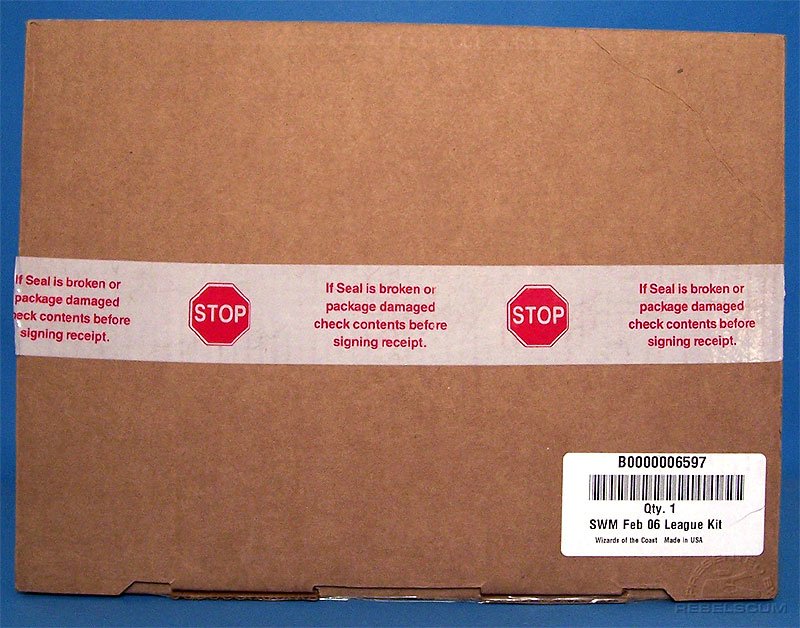 If Seal is broken or
package damaged
check contents before
signing receipt.
STOP
If Seal is broken or
package damaged
check contents before
signing receipt.
STOP
If Seal is broken or
package damaged
check contents before
signing receipt.
B0000006597
Qty. 1
SWM Feb 06 League Kit
Wizards of the Coast Made in USA
REBELSCUM